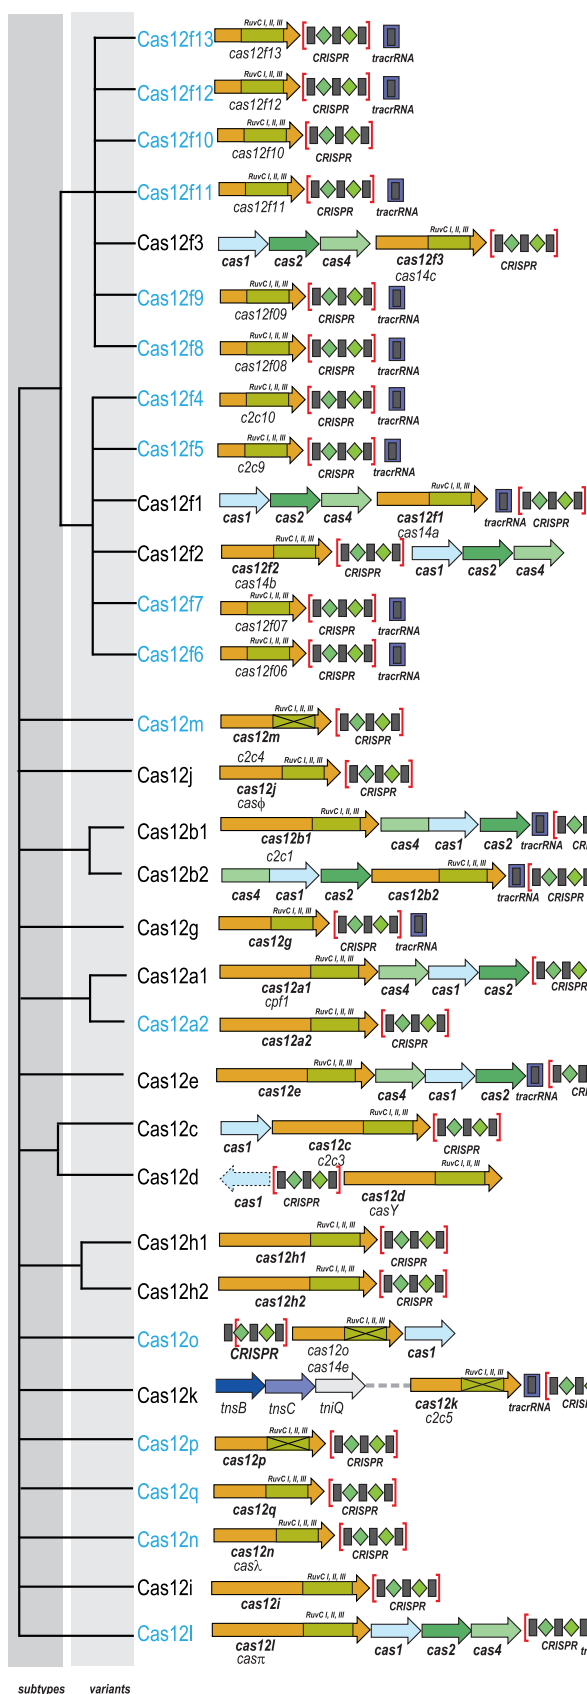 Cas12f13
RuvC I, II, III
cas12f13
CRISPR
tracrRNA
Cas12f12
RuvC I, II, III
cas12f12
CRISPR
tracrRNA
Cas12f10
RuvC I, II, III
cas12f10
CRISPR
Cas12f11
RuvC I, II, III
cas12f11
CRISPR
tracrRNA
Cas12f3
cas1
cas2
cas4
RuvC I, II, III
cas12f3
cas14c
CRISPR
Cas12f9
RuvC I, II, III
cas12f09
CRISPR
tracrRNA
Cas12f8
RuvC I, II, III
cas12f08
CRISPR
tracrRNA
Cas12f4
RuvC I, II, III
c2c10
CRISPR
tracrRNA
Cas12f5
RuvC I, II, III
c2c9
CRISPR
tracrRNA
Cas12f1
cas1
cas2
cas4
RuvC I, II, III
cas12f1
cas14a
tracrRNA
CRISPR
Cas12f2
RuvC I, II, III
cas12f2
cas14b
CRISPR
cas1
cas2
cas4
Cas12f7
RuvC I, II, III
cas12f07
CRISPR
tracrRNA
Cas12f6
RuvC I, II, III
cas12f06
CRISPR
tracrRNA
Cas12m
RuvC I, II, III
cas12m
c2c4
CRISPR
Cas12j
RuvC I, II, III
cas12j
casϕ
CRISPR
Cas12b1
RuvC I, II, III
cas12b1
c2c1
cas4
cas1
cas2
tracrRNA
Cas12b2
cas4
cas1
cas2
RuvC I, II, III
cas12b2
tracrRNA
CRISPR
Cas12g
RuvC I, II, III
cas12g
CRISPR
tracrRNA
Cas12a1
RuvC I, II, III
cas12a1
cpf1
cas4
cas1
cas2
CRISPR
Cas12a2
RuvC I, II, III
cas12a2
CRISPR
Cas12e
RuvC I, II, III
cas12e
cas4
cas1
cas2
tracrRNA
Cas12c
cas1
RuvC I, II, III
cas12c
c2c3
CRISPR
Cas12d
cas1
CRISPR
RuvC I, II, III
cas12d
casY
Cas12h1
RuvC I, II, III
cas12h1
CRISPR
Cas12h2
RuvC I, II, III
cas12h2
CRISPR
Cas12o
CRISPR
RuvC I, II, III
cas12o
cas14e
cas1
Cas12k
tnsB
tnsC
tniQ
RuvC I, II, III
cas12k
c2c5
tracrRNA
Cas12p
RuvC I, II, III
cas12p
CRISPR
Cas12q
RuvC I, II, III
cas12q
CRISPR
Cas12n
RuvC I, II, III
cas12n
casλ
CRISPR
Cas12i
RuvC I, II, III
cas12i
CRISPR
Cas12l
RuvC I, II, III
cas12l
casπ
cas1
cas2
cas4
CRISPR
subtypes
variants